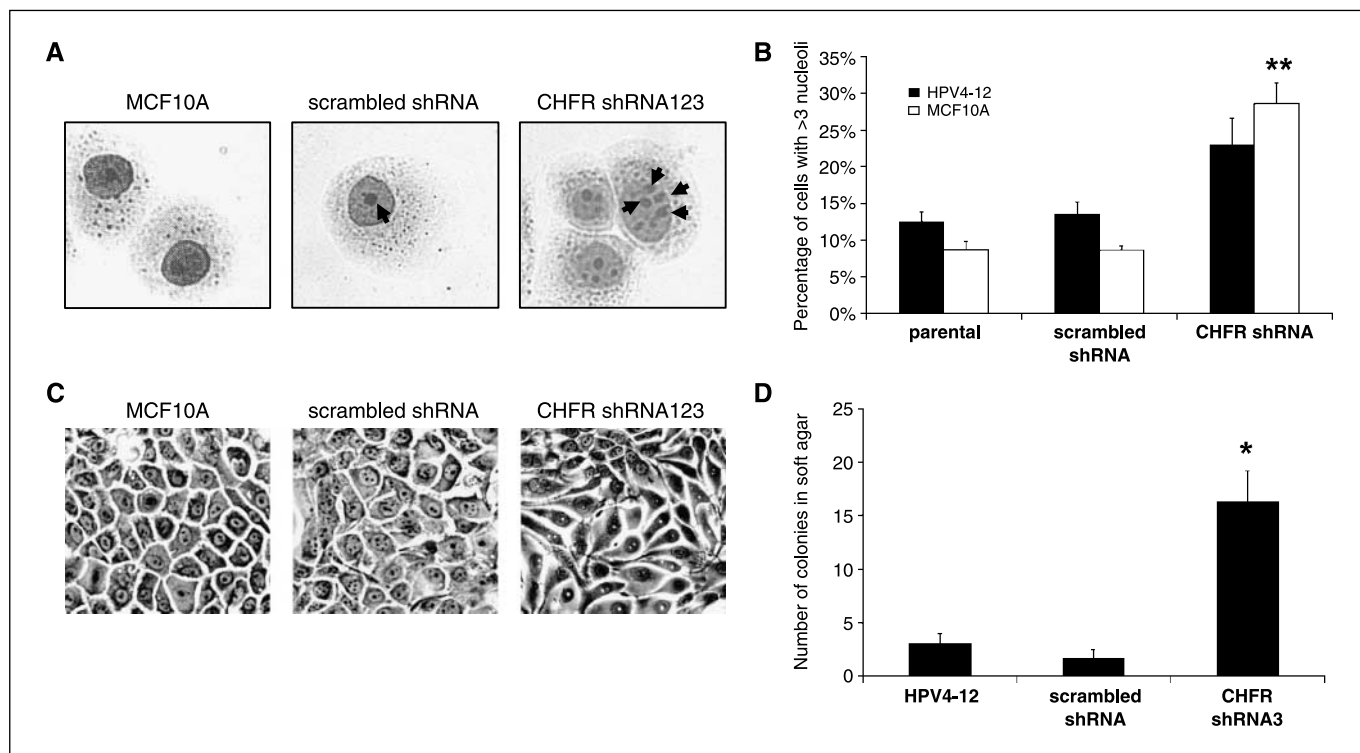 A
MCF10A
scrambled shRNA
CHFR shRNA123
B
Percentage of cells with >3 nucleoli
35%
30%
25%
20%
15%
10%
5%
0%
HPV4-12
MCF10A
**
parental
scrambled
shRNA
CHFR shRNA
C
MCF10A
scrambled shRNA
CHFR shRNA123
D
Number of colonies in soft agar
25
20
15
10
5
0
*
HPV4-12
scrambled
shRNA
CHFR
shRNA3